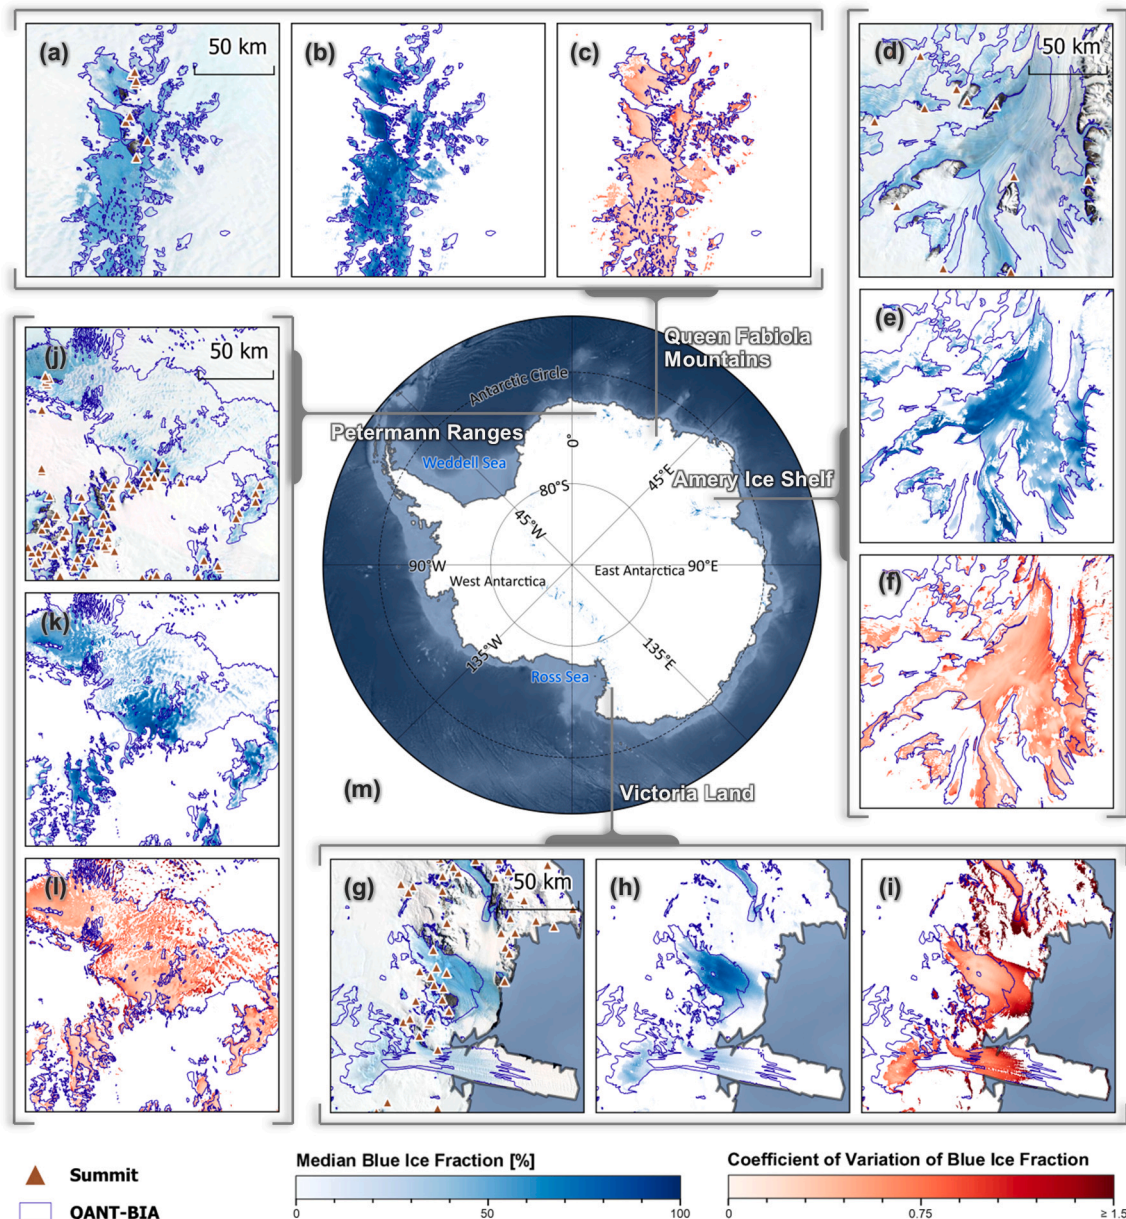 (a)
50 km
(b)
(c)
(d)
50 km
(e)
(f)
(j)
50 km
(k)
(l)
Queen Fabiola
Mountains
Antarctic Circle
Petermann Ranges
Weddell Sea
Amery Ice Shelf
0°
45°E
80°S
45°W
90°W
West Antarctica
East Antarctica
90°E
135°W
135°E
Ross Sea
(m)
Victoria Land
(g)
50 km
(h)
(i)
Summit
QANT-BIA
Median Blue Ice Fraction [%]
0
50
100
Coefficient of Variation of Blue Ice Fraction
0
0.75
≥ 1.5